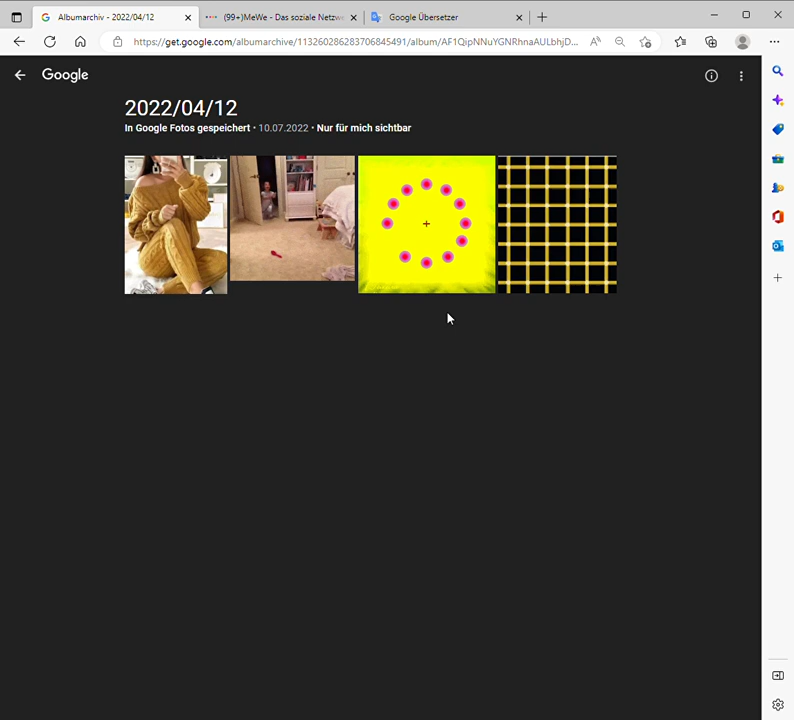 Albumarchiv - 2022/04/12
(99+)MeWe - Das soziale Netzwe
Google Übersetzer
https://get.google.com/albumarchive/113260286283706845491/album/AF1QipNNuYGNRhnaAULbhjD...
Google
2022/04/12
In Google Fotos gespeichert • 10.07.2022 • Nur für mich sichtbar